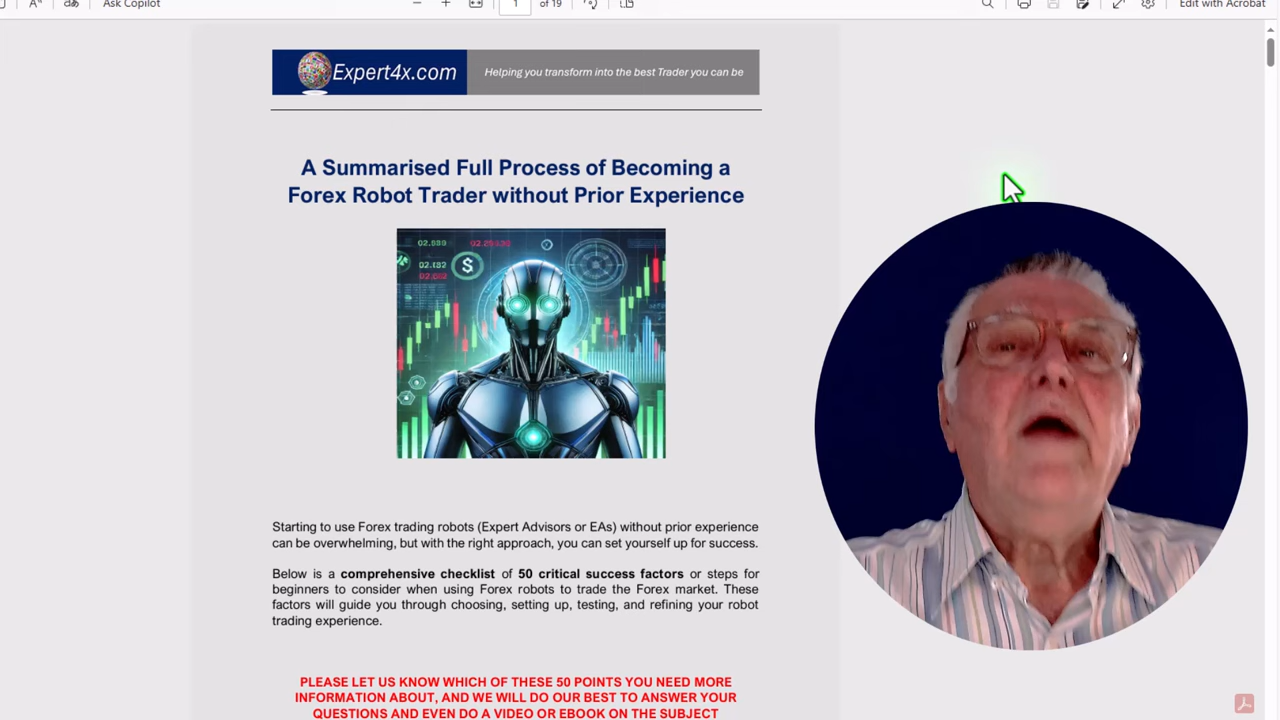 Ask Copilot
1 of 19
Edit with Acrobat
Expert4x.com
Helping you transform into the best Trader you can be
A Summarised Full Process of Becoming a
Forex Robot Trader without Prior Experience
$
Starting to use Forex trading robots (Expert Advisors or EAs) without prior experience
can be overwhelming, but with the right approach, you can set yourself up for success.
Below is a comprehensive checklist of 50 critical success factors or steps for
beginners to consider when using Forex robots to trade the Forex market. These
factors will guide you through choosing, setting up, testing, and refining your robot
trading experience.
PLEASE LET US KNOW WHICH OF THESE 50 POINTS YOU NEED MORE
INFORMATION ABOUT, AND WE WILL DO OUR BEST TO ANSWER YOUR
QUESTIONS AND EVEN DO A VIDEO OR EBOOK ON THE SUBJECT